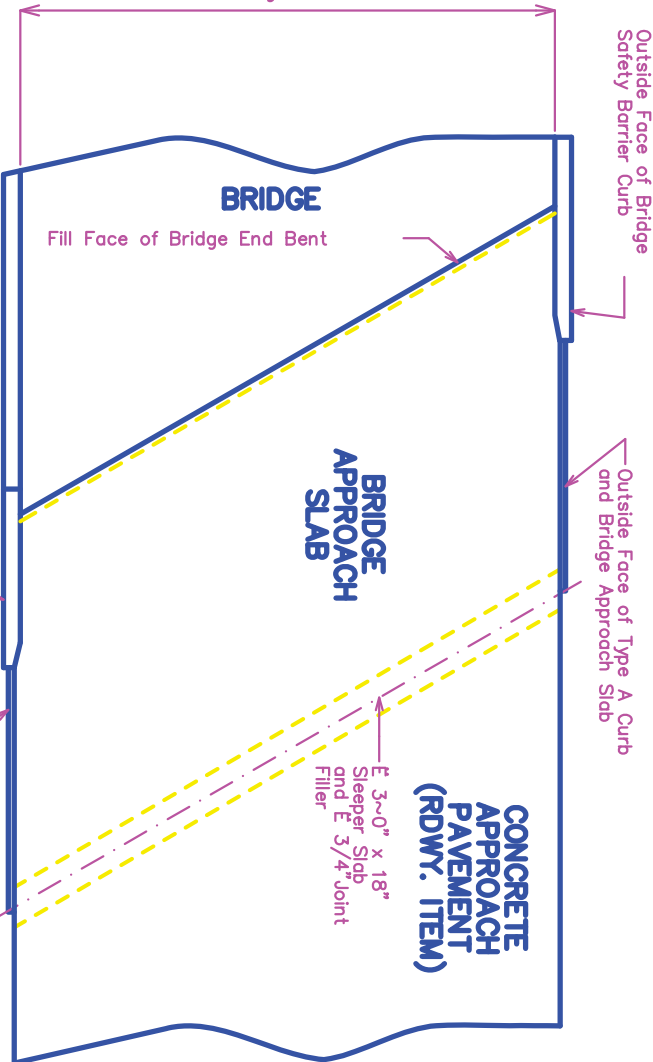 Outside Face of Bridge
Safety Barrier Curb
BRIDGE
Fill Face of Bridge End Bent
Outside Face of Type A Curb
and Bridge Approach Slab
BRIDGE
APPROACH
SLAB
È 3~0" x 18"
Sleeper Slab
and È 3/4" Joint
Filler
CONCRETE
APPROACH
PAVEMENT
(RDWY. ITEM)